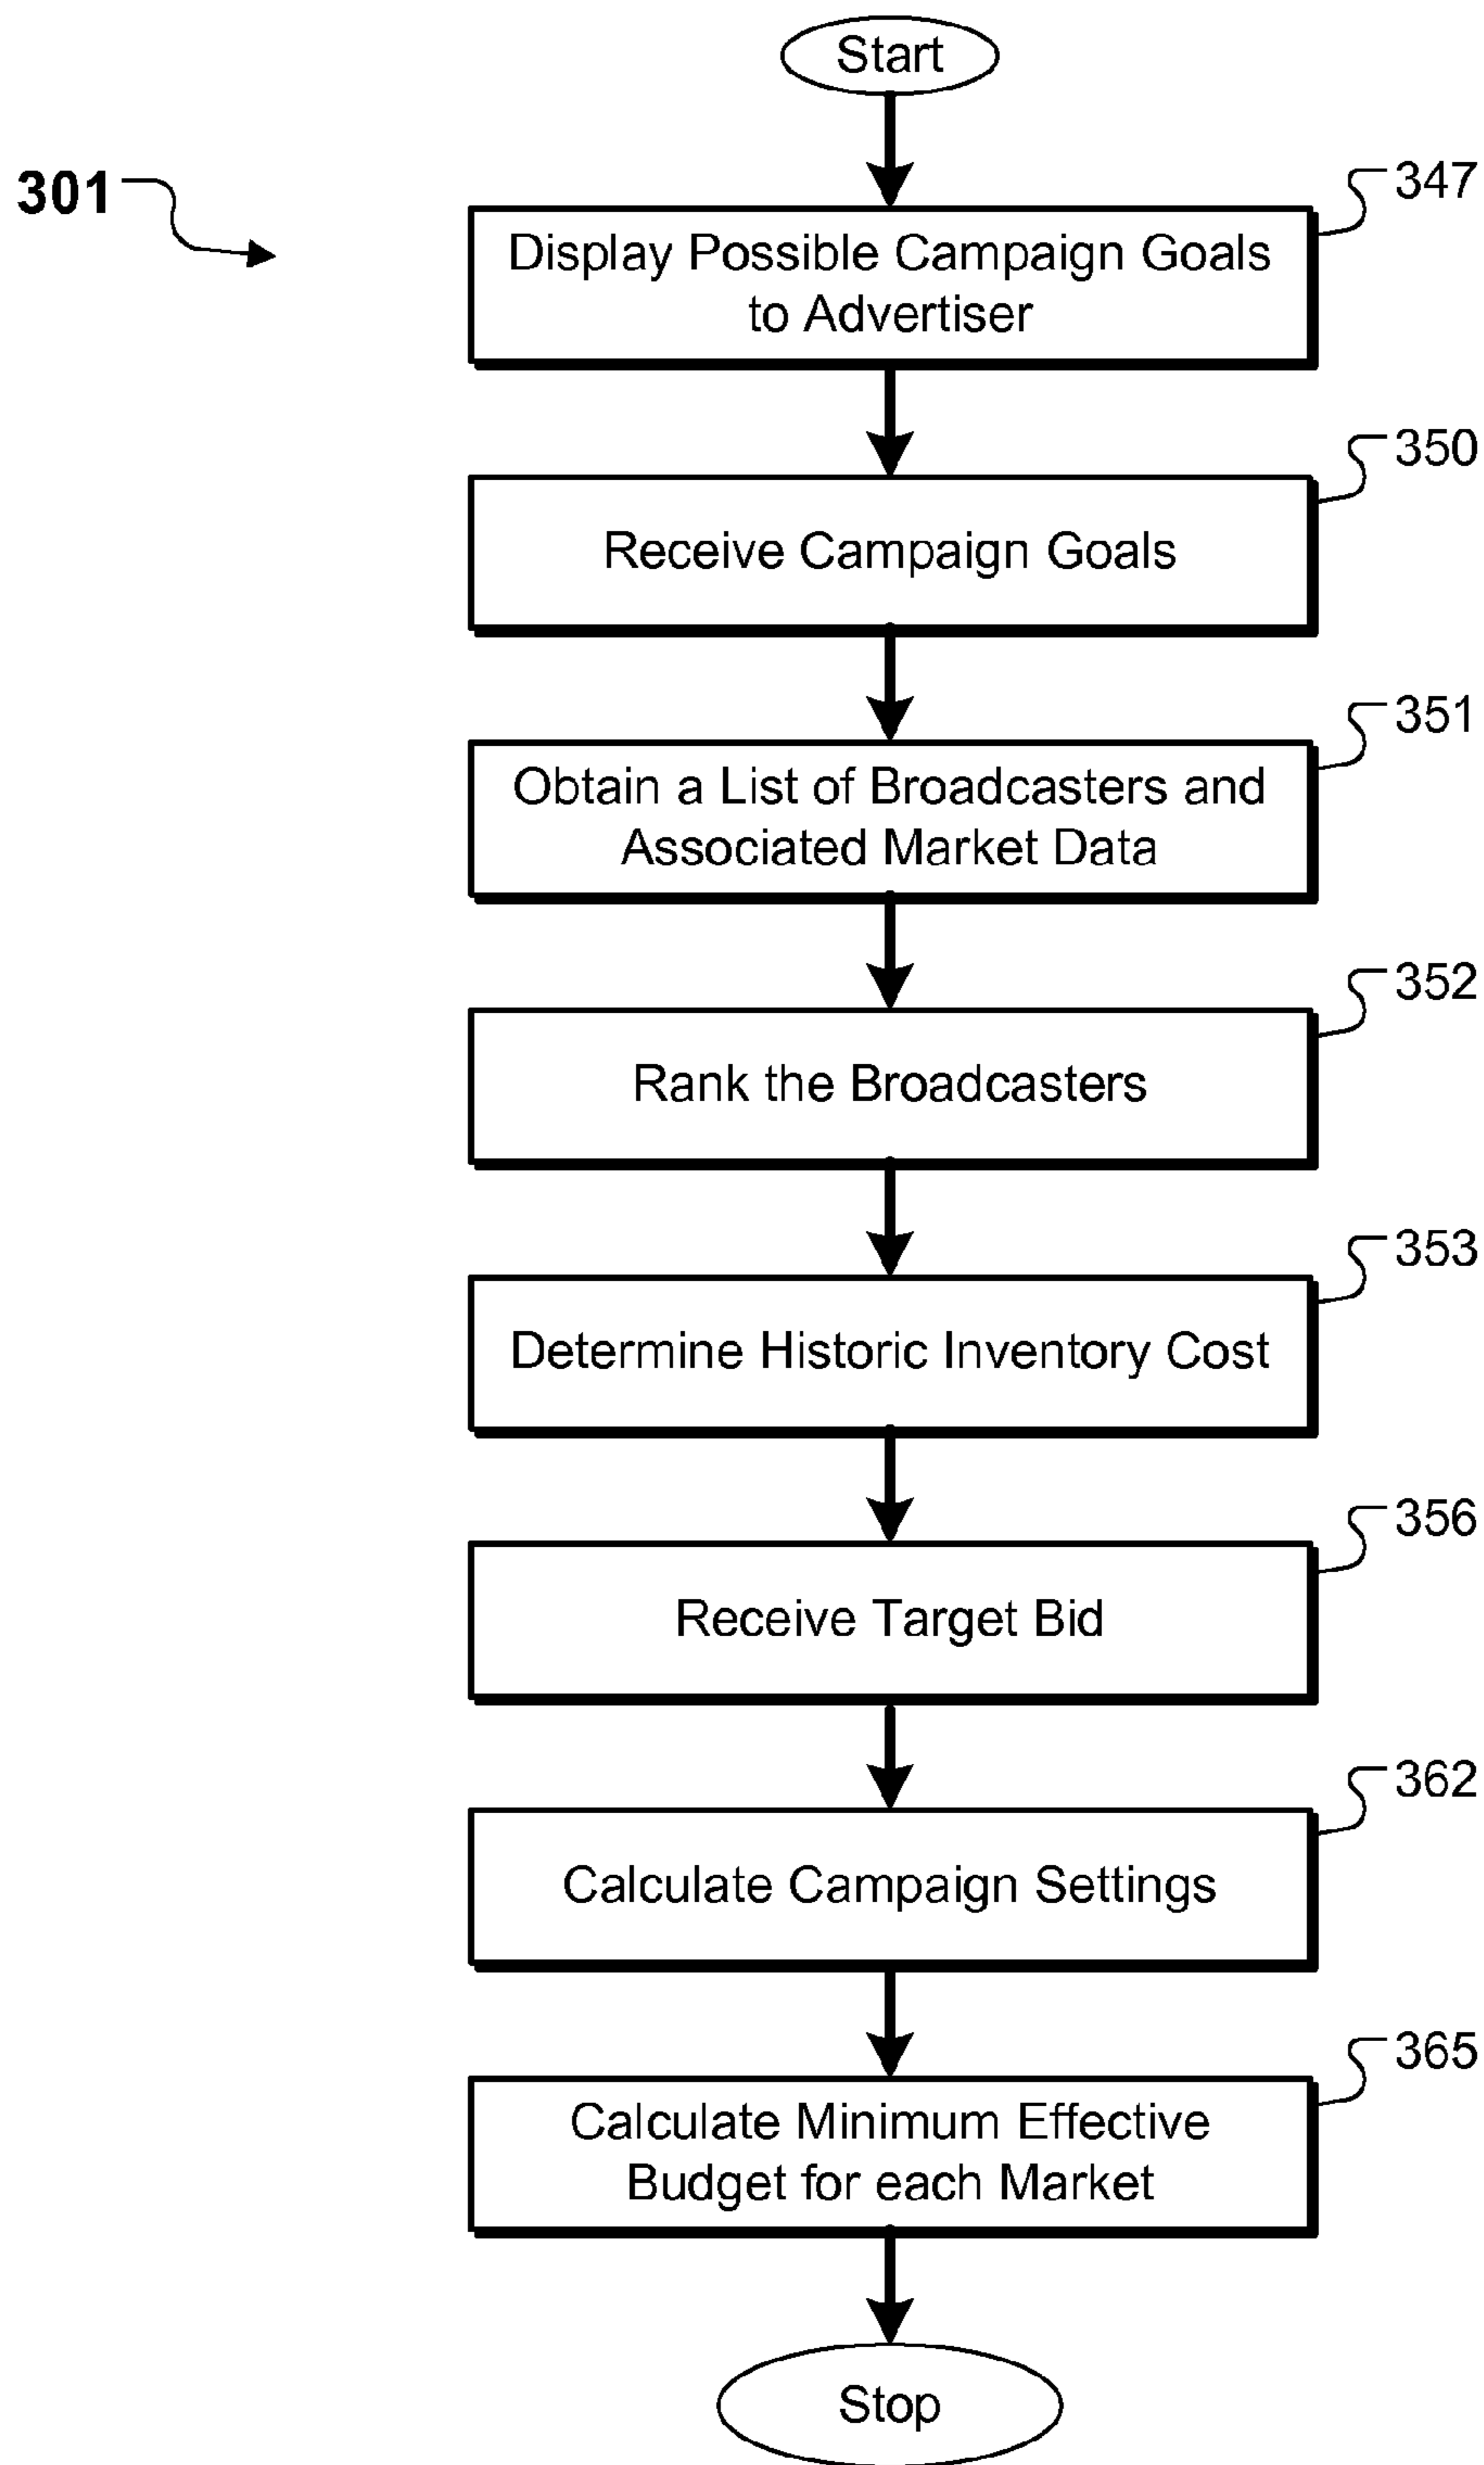 Start
301
347
Display Possible Campaign Goals
to Advertiser
350
Receive Campaign Goals
351
Obtain a List of Broadcasters and
Associated Market Data
352
Rank the Broadcasters
353
Determine Historic Inventory Cost
356
Receive Target Bid
362
Calculate Campaign Settings
365
Calculate Minimum Effective
Budget for each Market
Stop